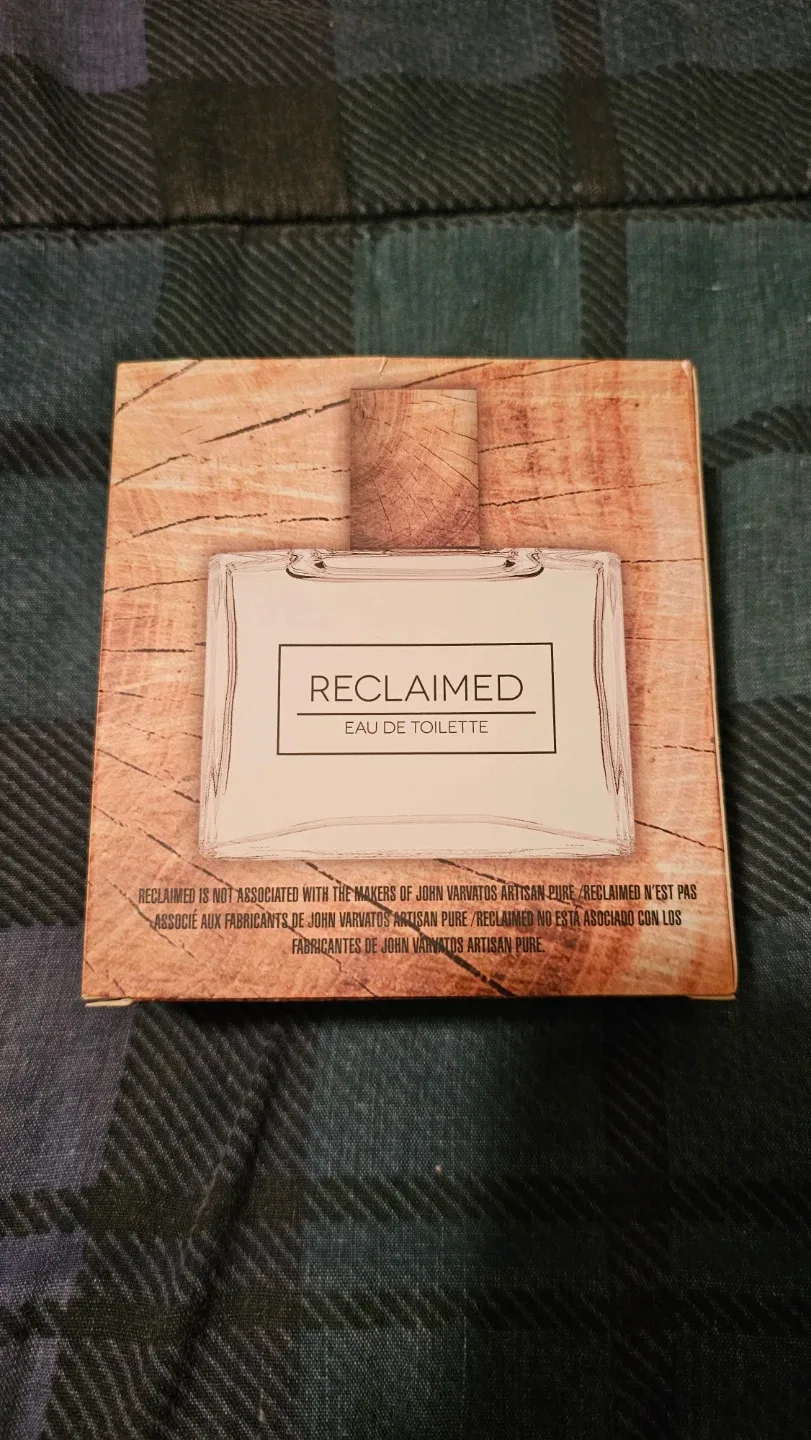 RECLAIMED
EAU DE TOILETTE
RECLAIMED IS NOT ASSOCIATED WITH THE MAKERS OF JOHN VARVATOS ARTISAN PURE /RECLAIMED N'EST PAS
ASSOCIÉ AUX FABRICANTS DE JOHN VARVATOS ARTISAN PURE /RECLAIMED NO ESTÁ ASOCIADO CON LOS
FABRICANTES DE JOHN VARVATOS ARTISAN PURE.